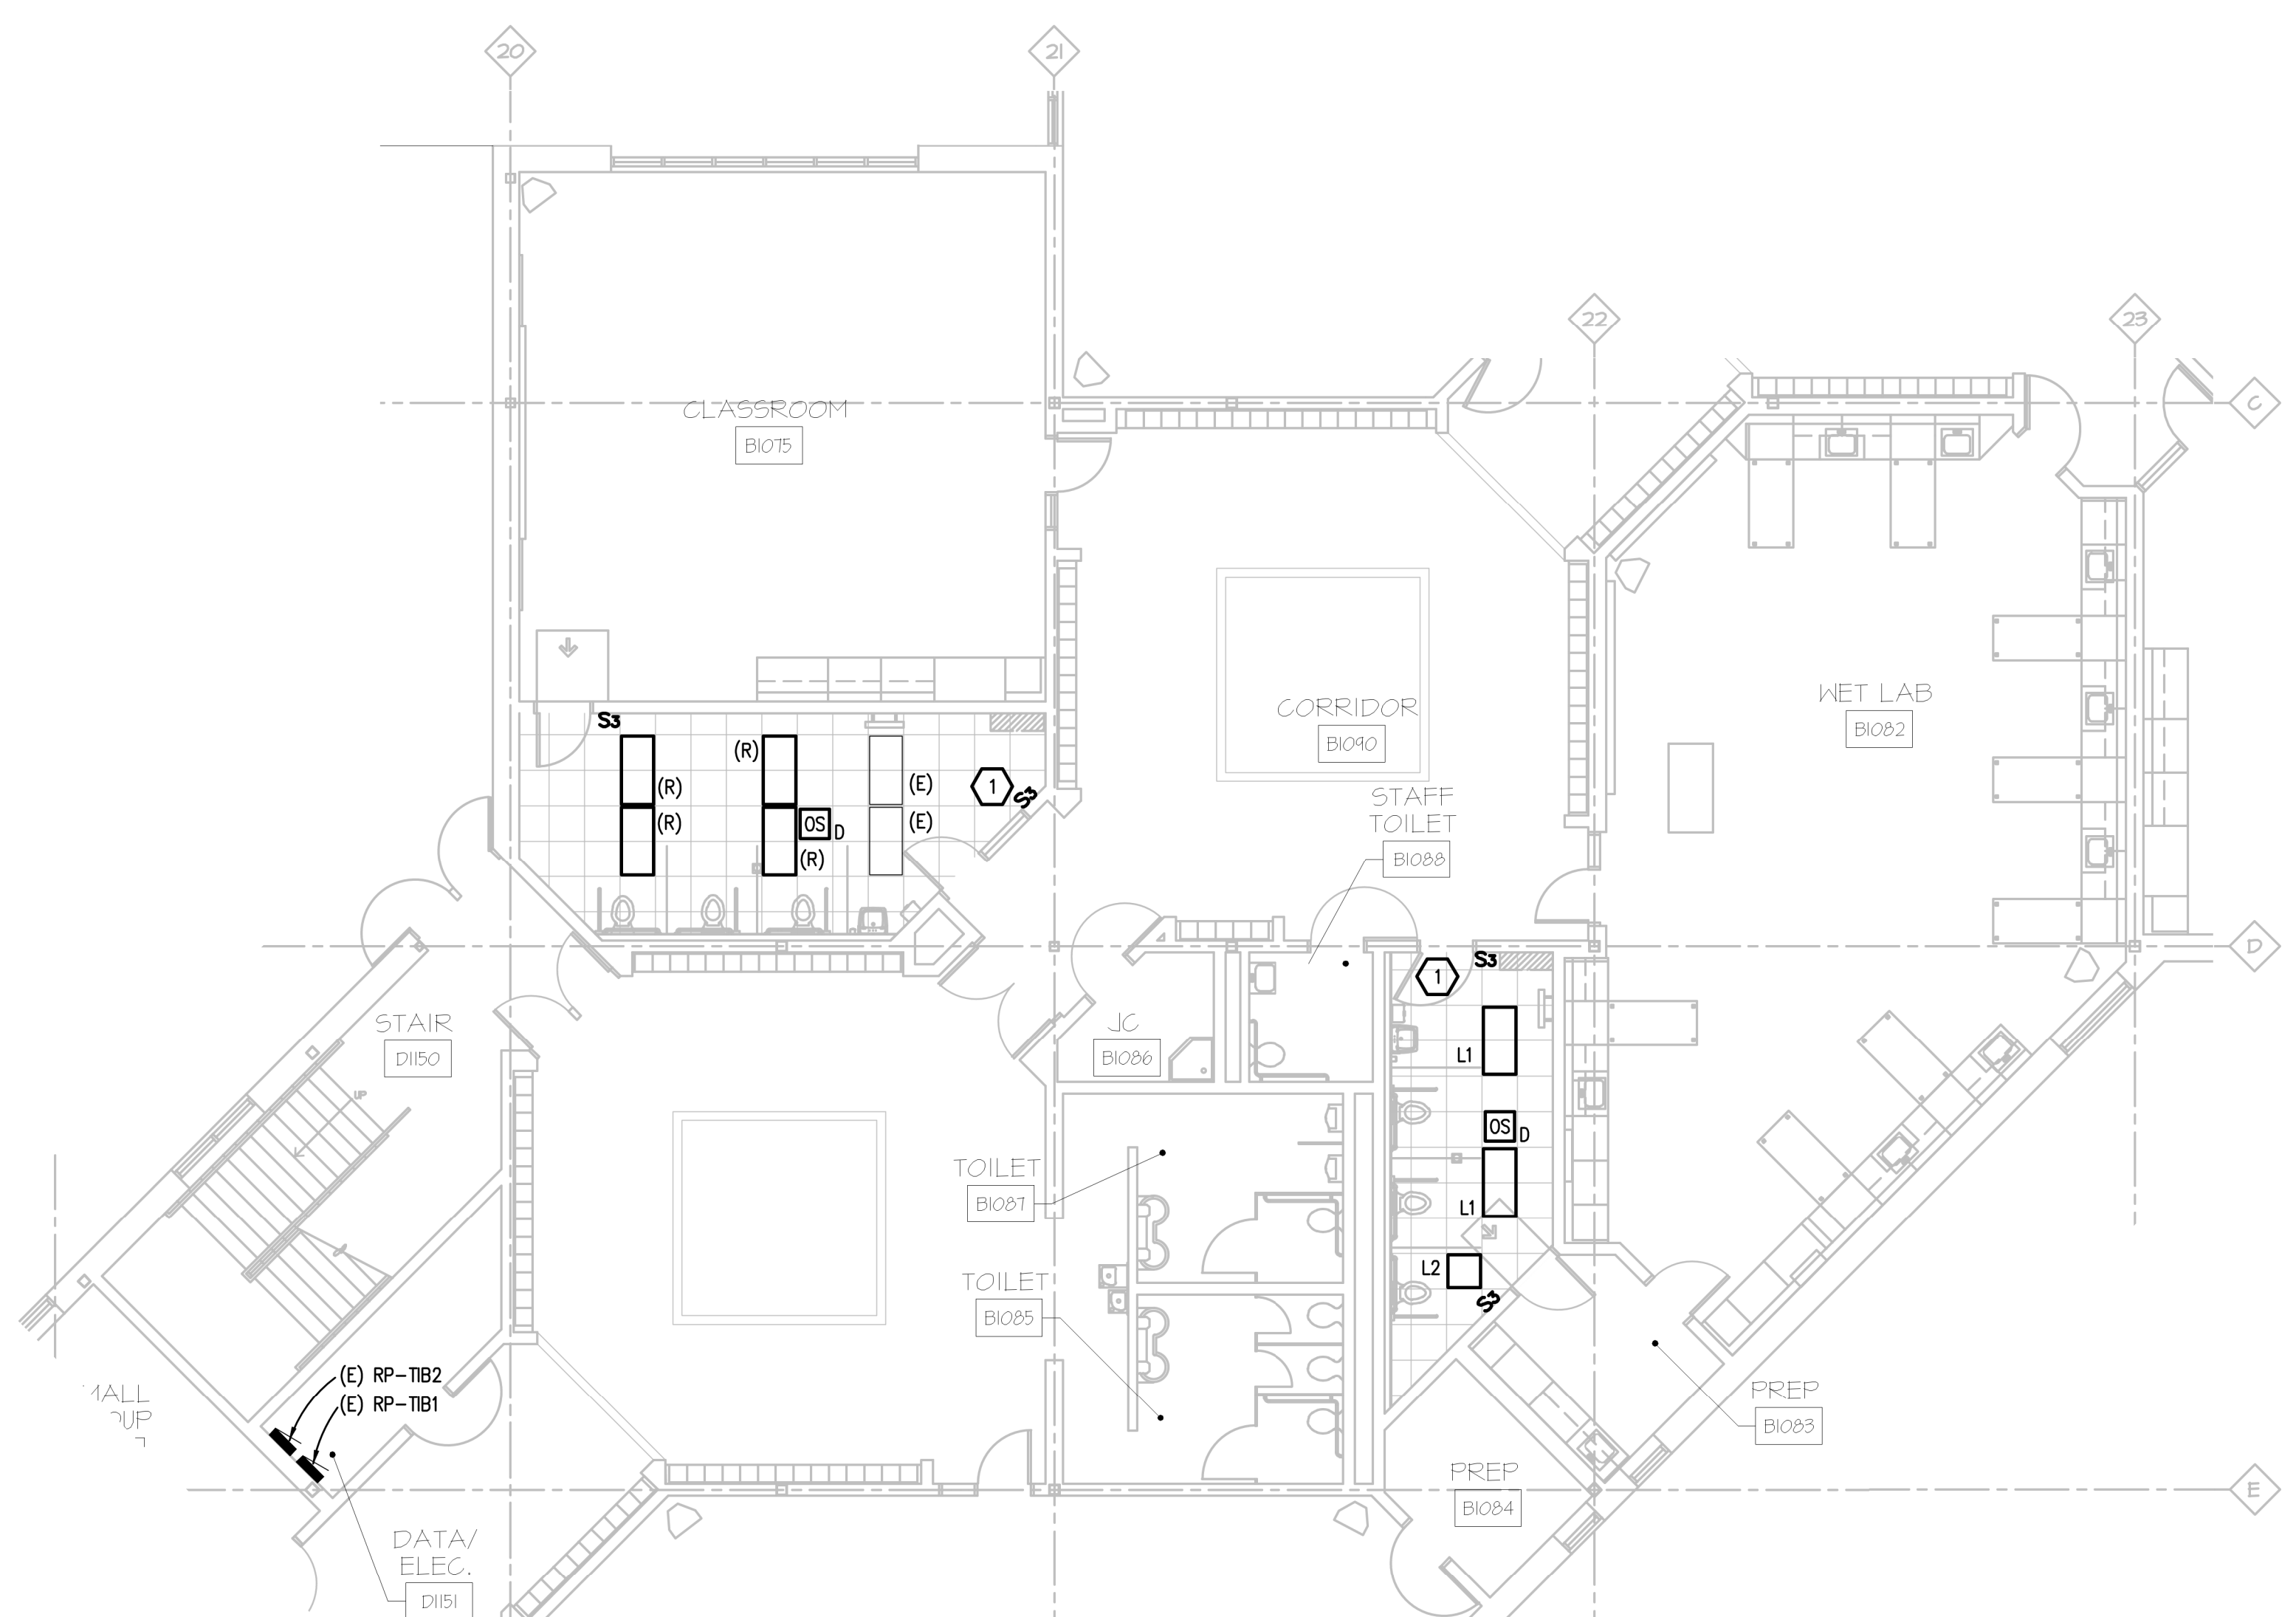 20
21
22
23
C
CLASSROOM
B1075
WET LAB
B1082
CORRIDOR
B1090
S3
(R)
(R)
(R)
(R)
OS D
(E)
(E)
1
S3
STAFF
TOILET
B1088
D
1
S3
STAIR
D1150
UP
JC
B1086
L1
OS D
L1
L2
S3
TOILET
B1087
TOILET
B1085
(E) RP-TIB2
(E) RP-TIB1
PREP
B1083
PREP
B1084
E
DATA/
ELEC.
D1151